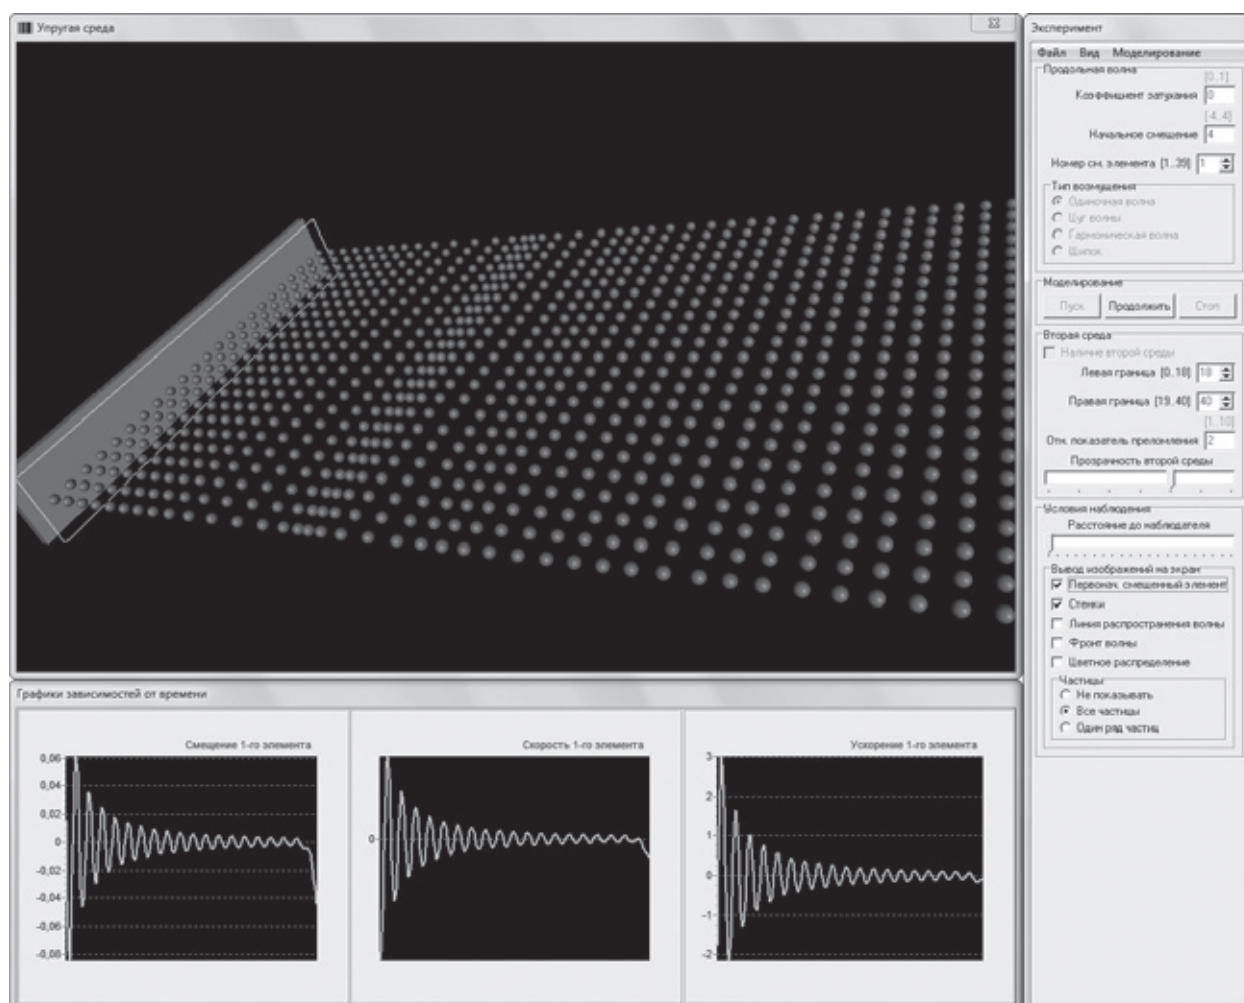 Упругая среда
Эксперимент
Файл Вид Моделирование
Продольная волна
[0..1]
Коэффициент затухания 0
[-4..4]
Начальное смещение 4
Номер см. элемента [1..39] 1
Тип возмущения
Одиночная волна
Цуг волны
Гармоническая волна
Щипок
Моделирование
Пуск Продолжить Стоп
Вторая среда
Наличие второй среды
Левая граница [0..18] 18
Правая граница [19..40] 40
[1..10]
Отн. показатель преломления 2
Прозрачность второй среды
Условия наблюдения
Расстояние до наблюдателя
Вывод изображений на экран
Первонач. смещенный элемент
Стенки
Линия распространения волны
Фронт волны
Цветное распределение
Частицы
Не показывать
Все частицы
Один ряд частиц
Графики зависимостей от времени
Смещение 1-го элемента
0,06
0,04
0,02
0
-0,02
-0,04
-0,06
-0,08
Скорость 1-го элемента
0
Ускорение 1-го элемента
3
2
1
0
-1
-2